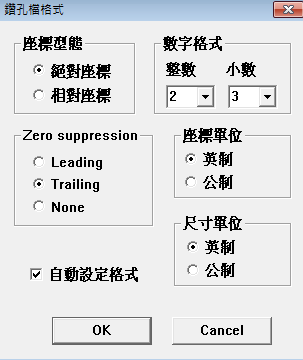 鑽孔檔格式
座標型態
絕對座標
相對座標
數字格式
整數 小數
2 3
Zero suppression
Leading
Trailing
None
座標單位
英制
公制
尺寸單位
英制
公制
自動設定格式
OK Cancel